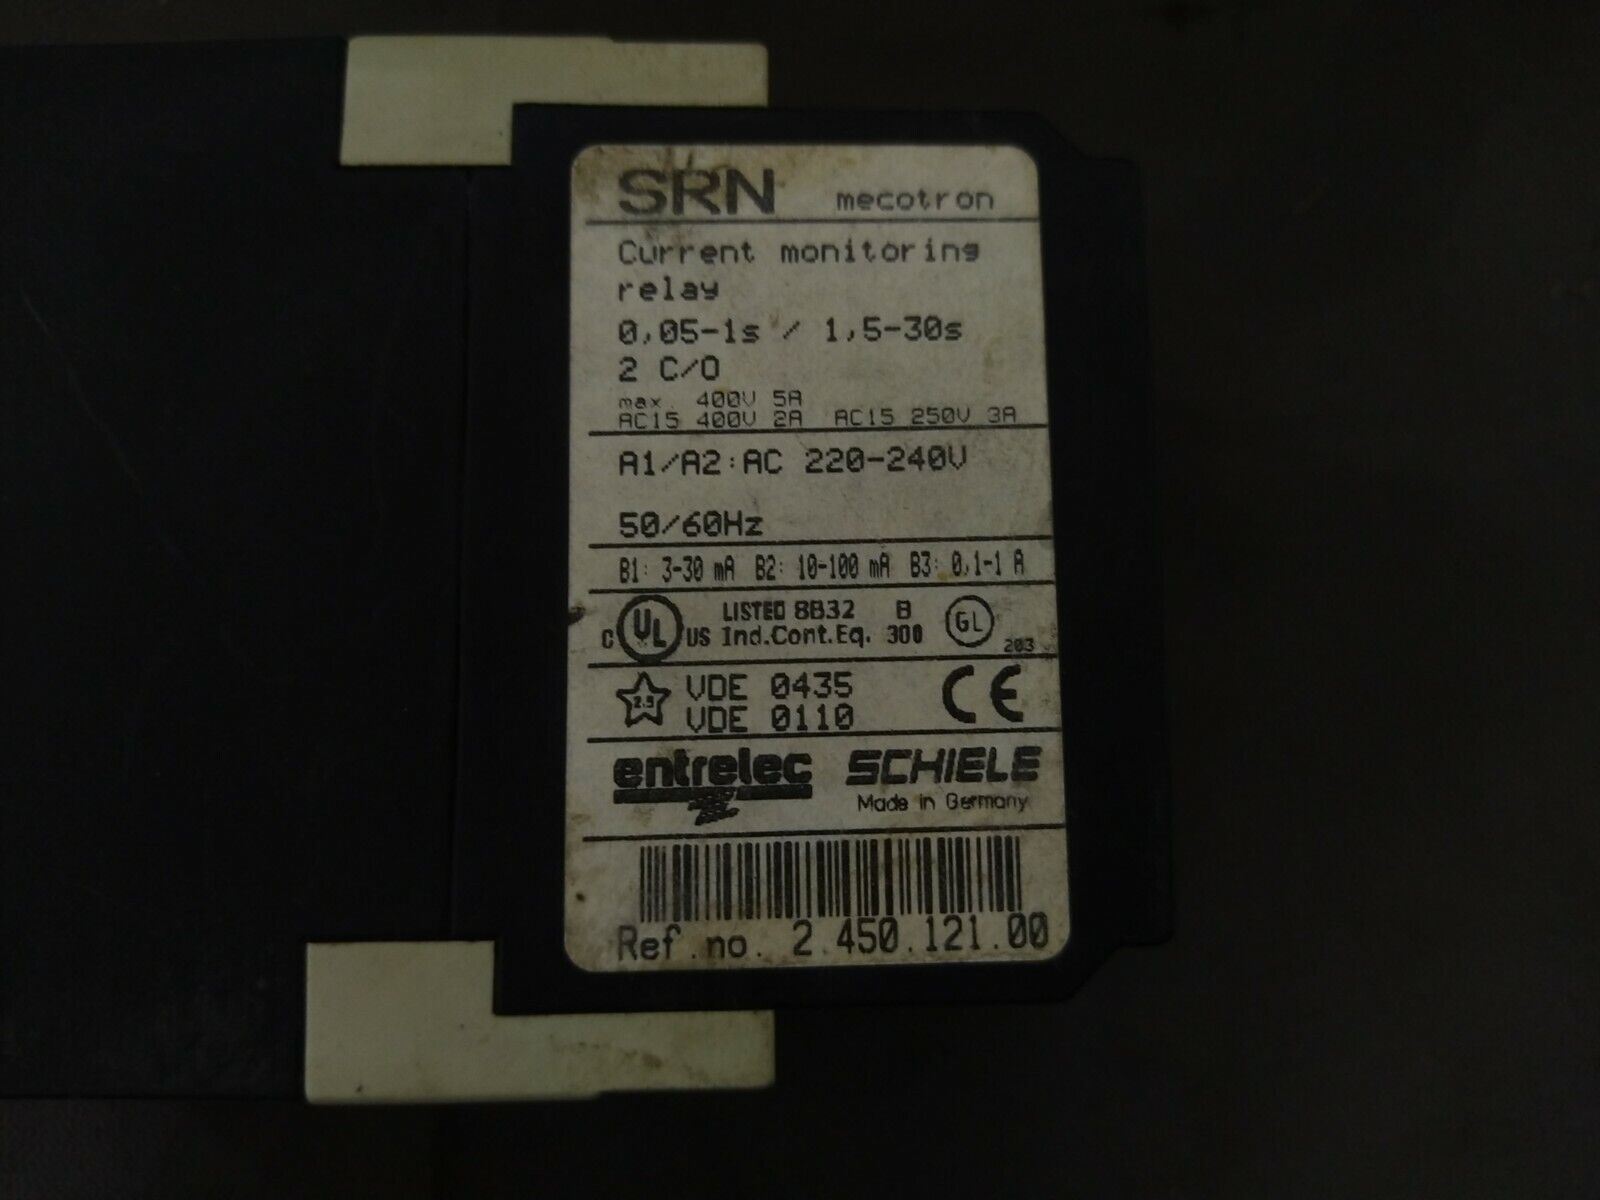 SRN mecotron
Current monitoring
relay
0,05-1s / 1,5-30s
2 C/O
max. 400V 5A
AC15 400V 2A AC15 250V 3A
A1/A2:AC 220-240V
50/60Hz
B1: 3-30 mA B2: 10-100 mA B3: 0,1-1 A
LISTED 8B32 B
C UL US Ind.Cont.Eq. 300 GL 203
2.5 VDE 0435 CE
VDE 0110
entrelec SCHIELE
Made in Germany
Ref.no. 2.450.121.00